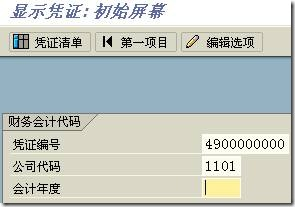 显示凭证:初始屏幕
凭证清单 第一项目 编辑选项
财务会计代码
凭证编号 4900000000
公司代码 1101
会计年度